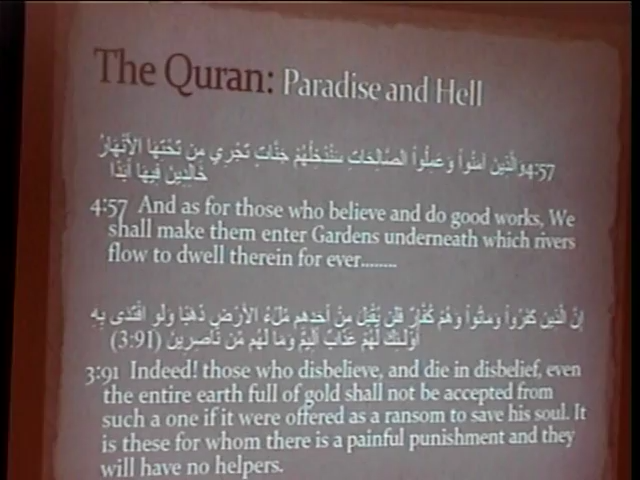 The Quran: Paradise and Hell
4:57وَالَّذِينَ آمَنُواْ وَعَمِلُواْ الصَّالِحَاتِ سَنُدْخِلُهُمْ جَنَّاتٍ تَجْرِي مِن تَحْتِهَا الأَنْهَارُ
خَالِدِينَ فِيهَا أَبَدًا
4:57 And as for those who believe and do good works, We
shall make them enter Gardens underneath which rivers
flow to dwell therein for ever........
إِنَّ الَّذِينَ كَفَرُواْ وَمَاتُواْ وَهُمْ كُفَّارٌ فَلَن يُقْبَلَ مِنْ أَحَدِهِم مِّلْءُ الأَرْضِ ذَهَبًا وَلَوِ افْتَدَى بِهِ
أُوْلَئِكَ لَهُمْ عَذَابٌ أَلِيمٌ وَمَا لَهُم مِّن نَّاصِرِينَ (3:91)
3:91 Indeed! those who disbelieve, and die in disbelief, even
the entire earth full of gold shall not be accepted from
such a one if it were offered as a ransom to save his soul. It
is these for whom there is a painful punishment and they
will have no helpers.